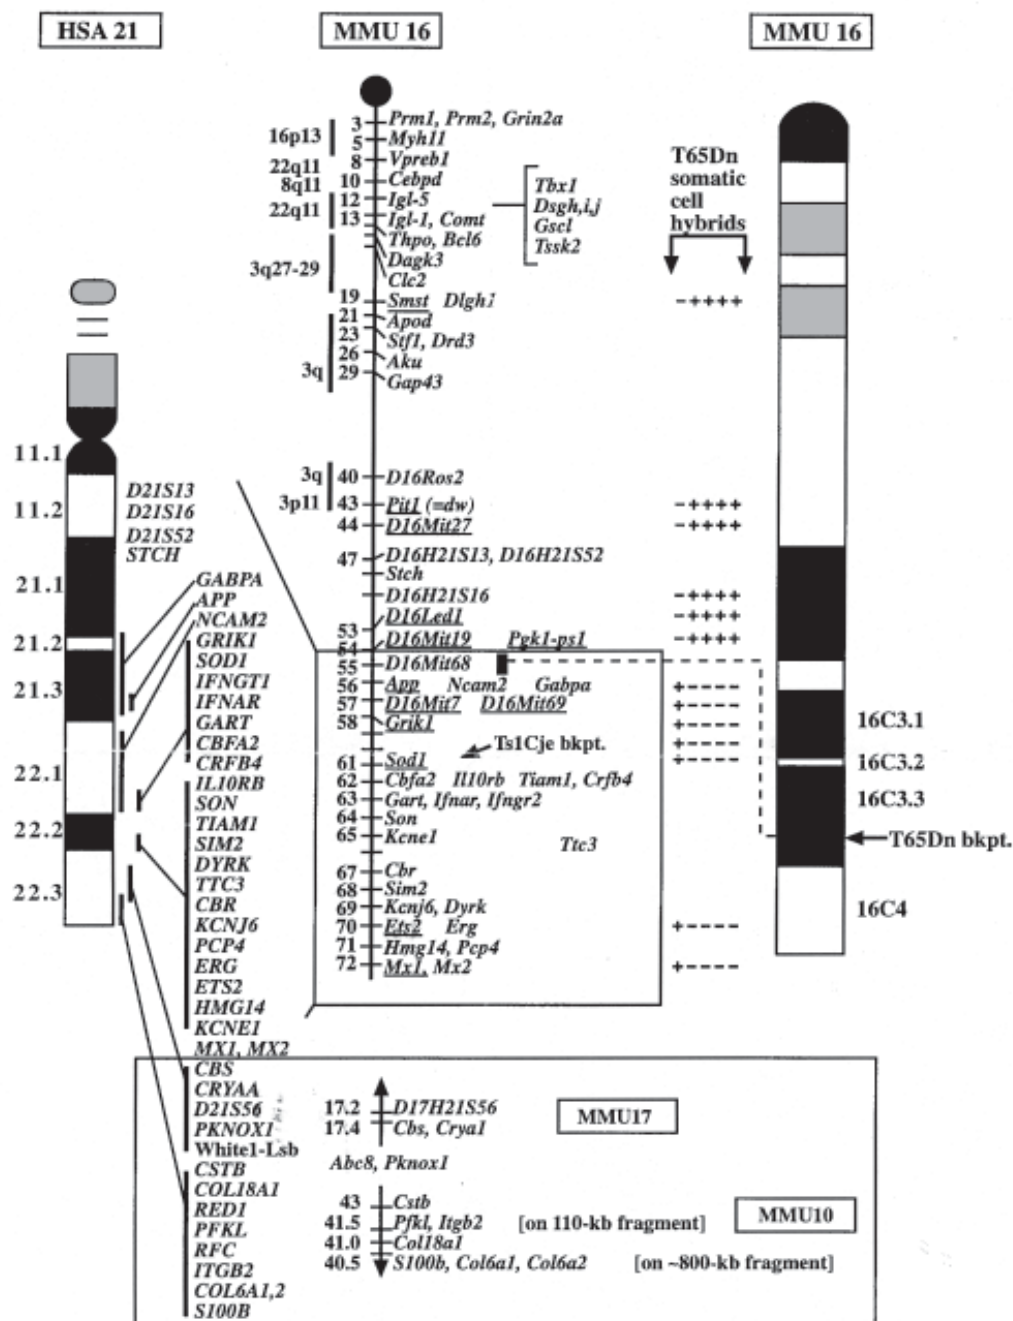 HSA 21
MMU 16
MMU 16
16p13
22q11
8q11
22q11
3q27-29
3q
3q
3p11
3 Prm1, Prm2, Grin2a
5 Myh11
8 Vpreb1
10 Cebpd
12 Igl-5
13 Igl-1, Comt
Thpo, Bcl6
Dagk3
Clc2
19 Smst Dlgh1
21 Apod
23 Stf1, Drd3
26 Aku
29 Gap43
40 D16Ros2
43 Pit1 (=dw)
44 D16Mit27
47 D16H21S13, D16H21S52
Stch
D16H21S16
53 D16Led1
54 D16Mit19 Pgk1-ps1
55 D16Mit68
56 App Ncam2 Gabpa
57 D16Mit7 D16Mit69
58 Grik1
Ts1Cje bkpt.
61 Sod1
62 Cbfa2 Il10rb Tiam1, Crfb4
63 Gart, Ifnar, Ifngr2
64 Son
65 Kcne1
Ttc3
67 Cbr
68 Sim2
69 Kcnj6, Dyrk
70 Ets2 Erg
71 Hmg14, Pcp4
72 Mx1, Mx2
Tbx1
Dsgh,i,j
Gscl
Tssk2
T65Dn
somatic
cell
hybrids
-++++
-++++
-++++
-++++
-++++
-++++
+----
+----
+----
+----
+----
+----
+----
16C3.1
16C3.2
16C3.3
T65Dn bkpt.
16C4
11.1
11.2
21.1
21.2
21.3
22.1
22.2
22.3
D21S13
D21S16
D21S52
STCH
GABPA
APP
NCAM2
GRIK1
SOD1
IFNGT1
IFNAR
GART
CBFA2
CRFB4
IL10RB
SON
TIAM1
SIM2
DYRK
TTC3
CBR
KCNJ6
PCP4
ERG
ETS2
HMG14
KCNE1
MX1, MX2
CBS
CRYAA
D21S56
PKNOX1
White1-Lsb
CSTB
COL18A1
RED1
PFKL
RFC
ITGB2
COL6A1,2
S100B
17.2 D17H21S56
17.4 Cbs, Crya1
MMU17
Abc8, Pknox1
43 Cstb
41.5 Pfkl, Itgb2 [on 110-kb fragment]
41.0 Col18a1
40.5 S100b, Col6a1, Col6a2 [on ~800-kb fragment]
MMU10